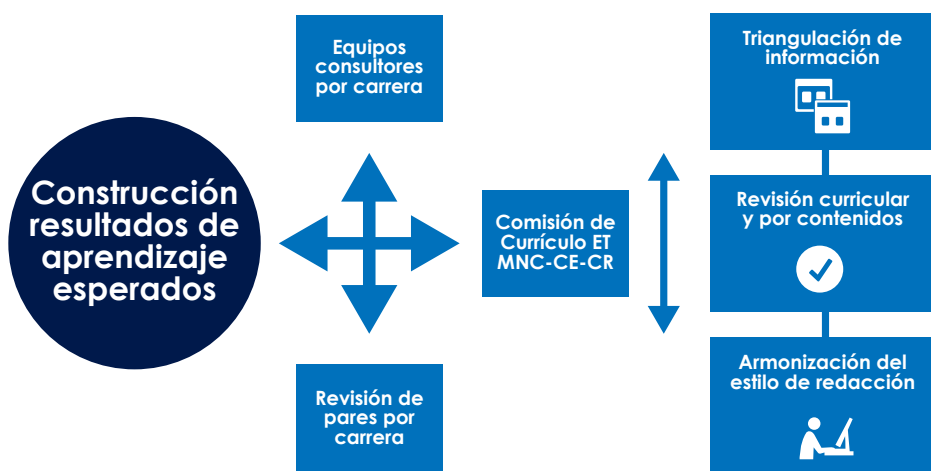 Construcción
resultados de
aprendizaje
esperados
Equipos
consultores
por carrera
Revisión de
pares por
carrera
Comisión de
Currículo ET
MNC-CE-CR
Triangulación de
información
Revisión curricular
y por contenidos
Armonización del
estilo de redacción